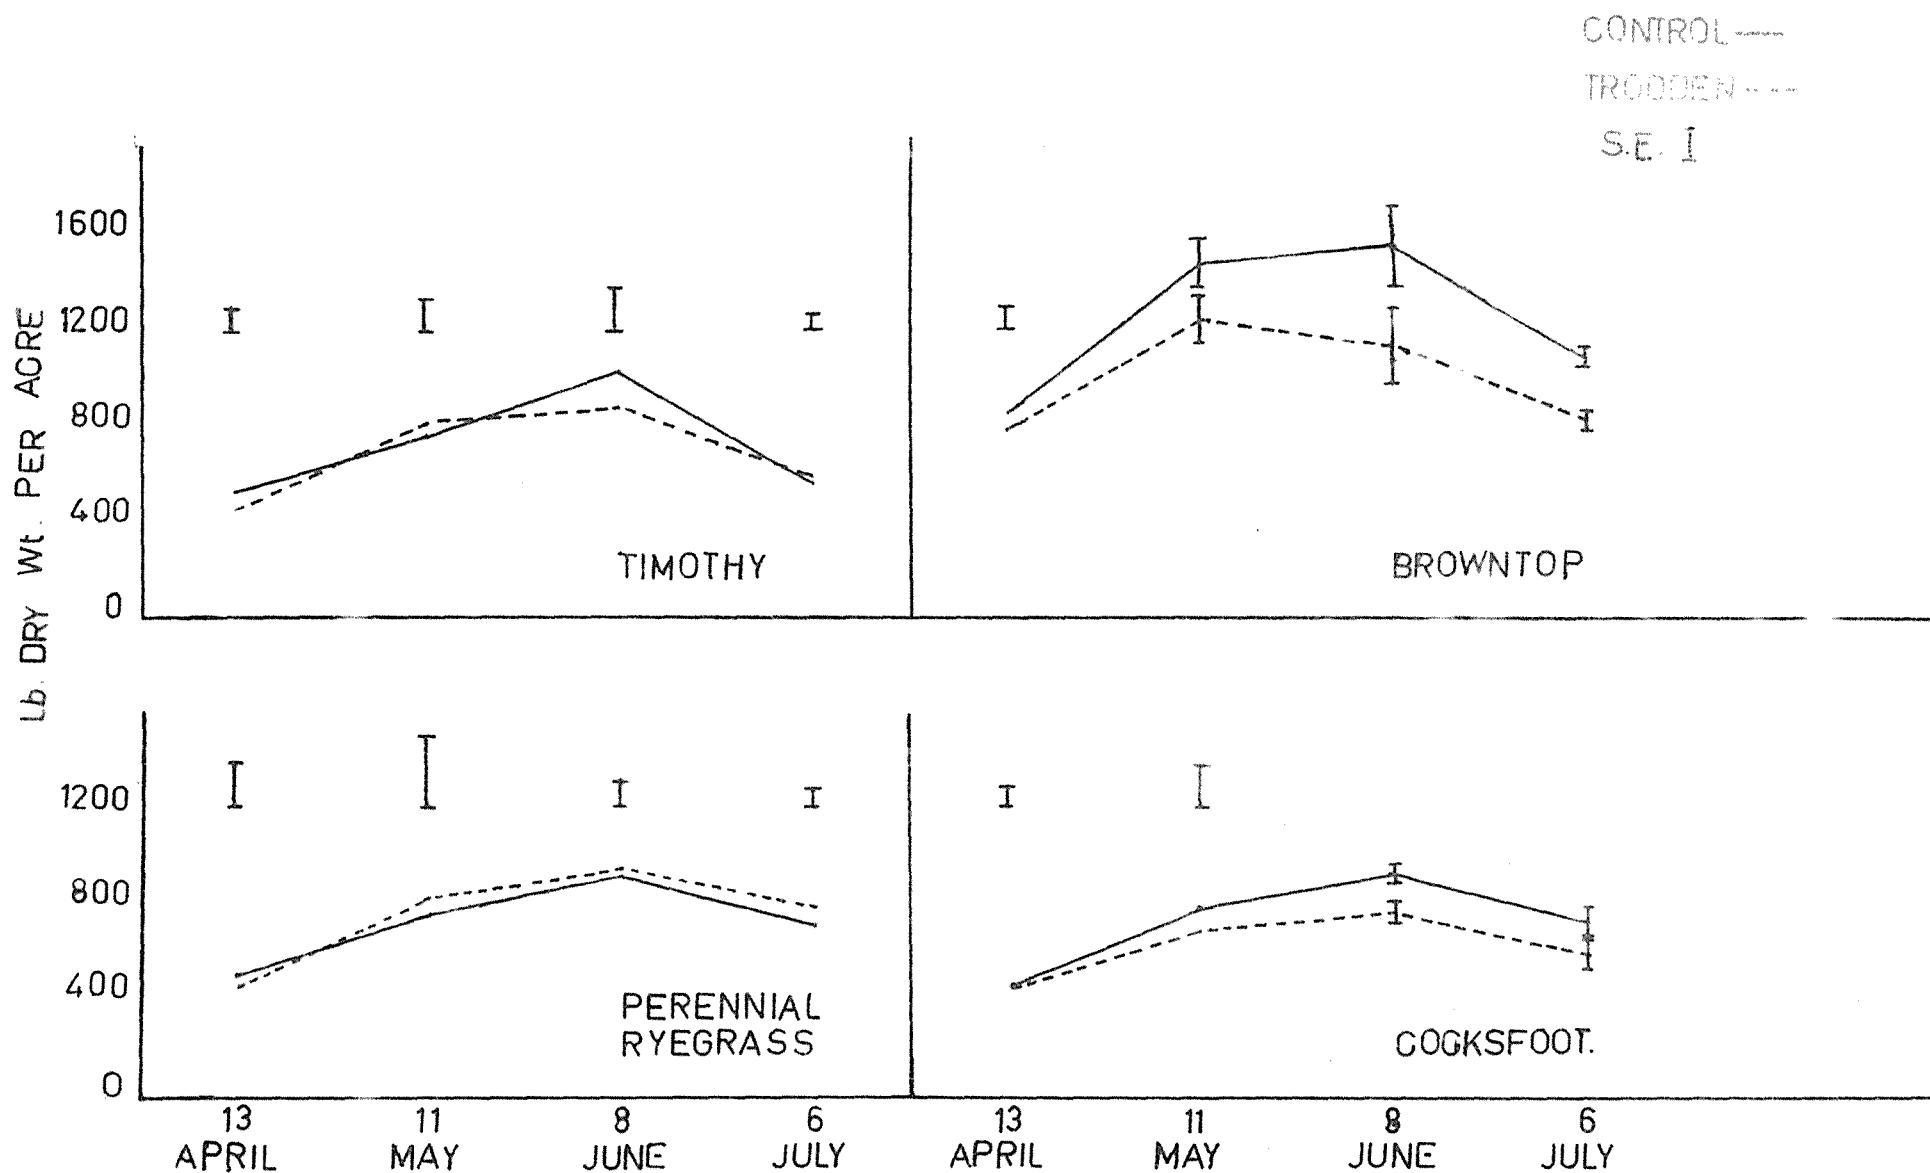 CONTROL ——
TRODDEN ----
S.E. I
Lb. DRY Wt. PER ACRE
1600
1200
800
400
0
TIMOTHY
BROWNTOP
1200
800
400
0
PERENNIAL
RYEGRASS
COCKSFOOT.
13 11 8 6 13 11 8 6
APRIL MAY JUNE JULY APRIL MAY JUNE JULY